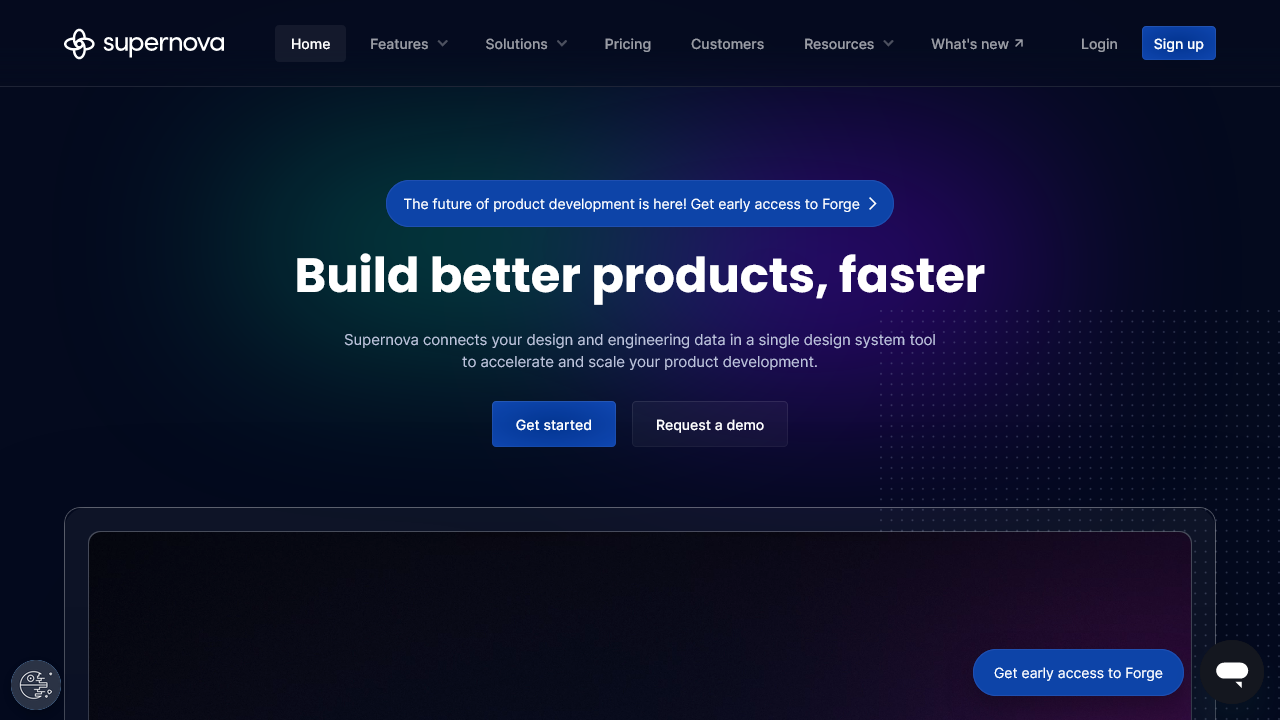 supernova
Home
Features
Solutions
Pricing
Customers
Resources
What's new
Login
Sign up
The future of product development is here! Get early access to Forge
Build better products, faster
Supernova connects your design and engineering data in a single design system tool
to accelerate and scale your product development.
Get started
Request a demo
Get early access to Forge